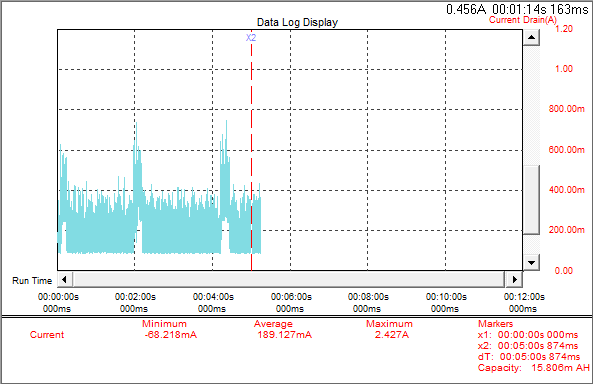 0.456A 00:01:14s 163ms
Data Log Display
Current Drain(A)
X2
1.20
1.00
800.00m
600.00m
400.00m
200.00m
0.00
Run Time
00:00:00s 00:02:00s 00:04:00s 00:06:00s 00:08:00s 00:10:00s 00:12:00s
000ms 000ms 000ms 000ms 000ms 000ms 000ms
Minimum Average Maximum Markers
Current -68.218mA 189.127mA 2.427A x1: 00:00:00s 000ms
x2: 00:05:00s 874ms
dT: 00:05:00s 874ms
Capacity: 15.806m AH